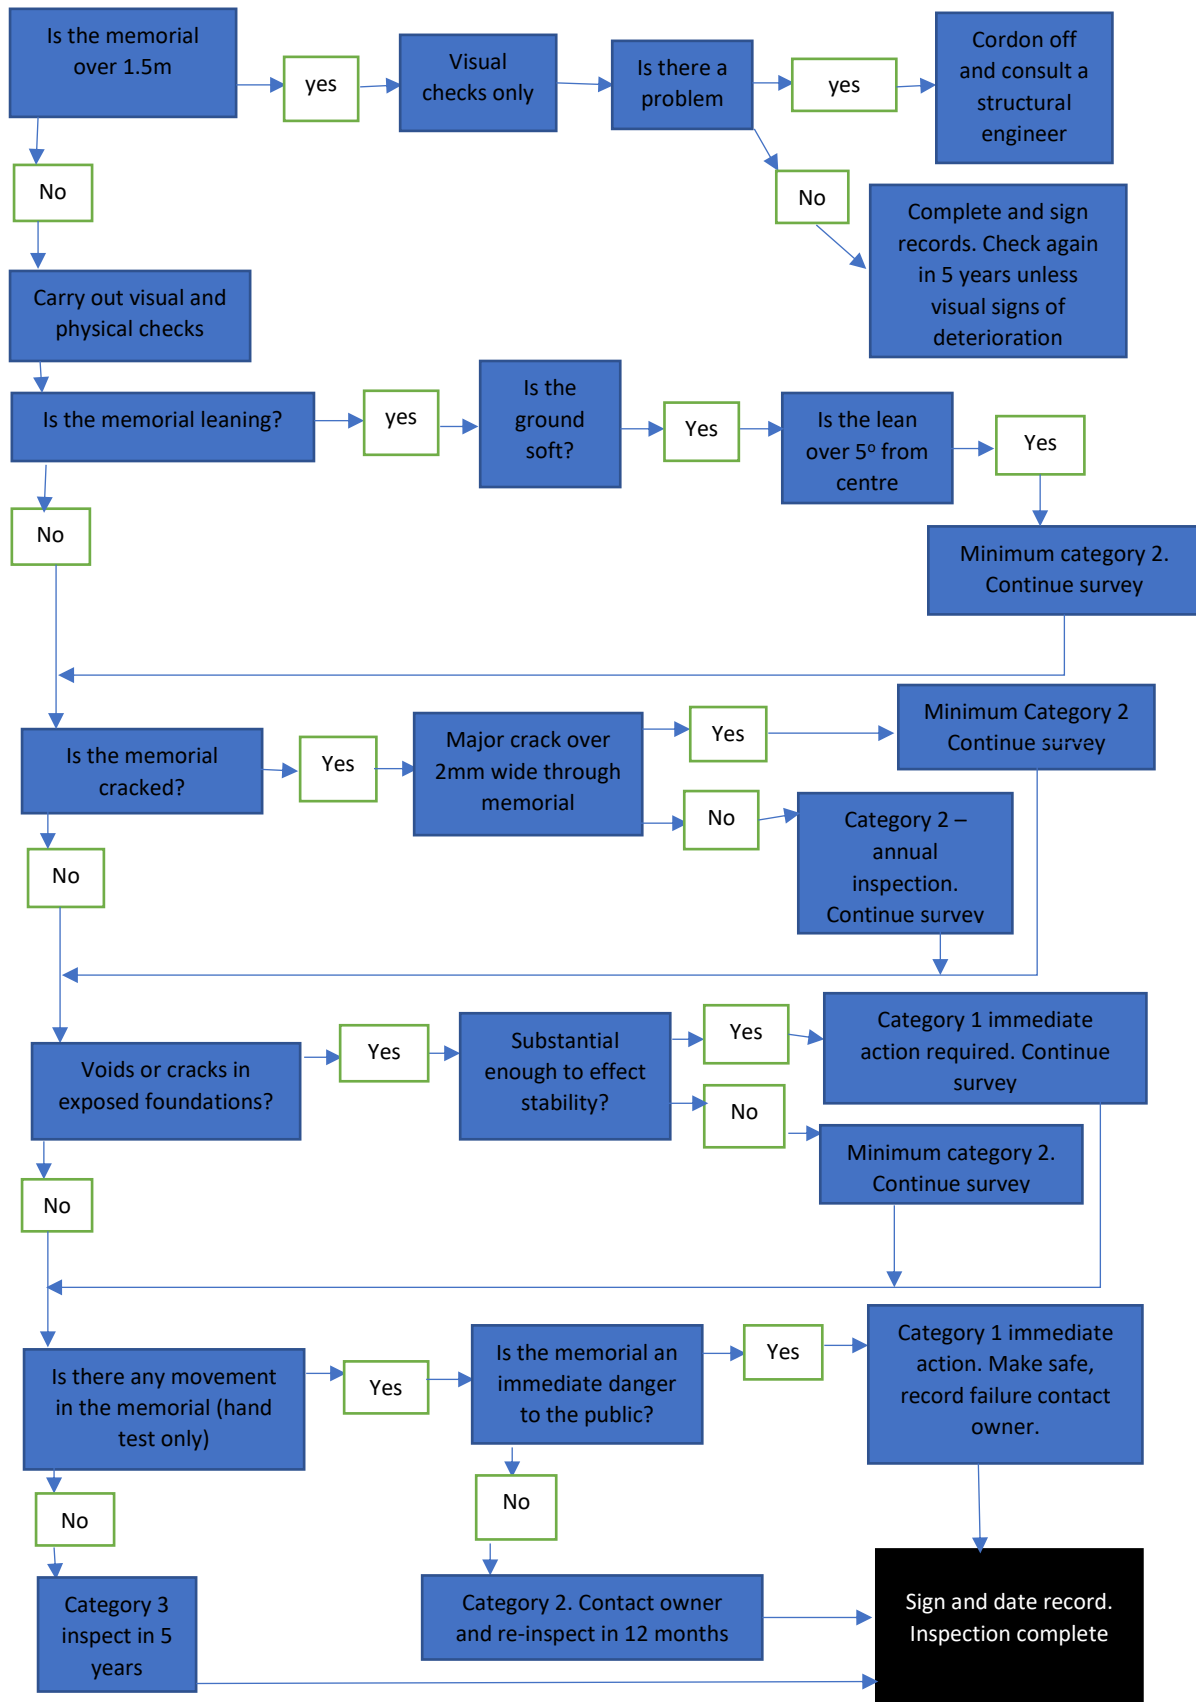 Is the memorial
over 1.5m
yes
Visual
checks only
Is there a
problem
yes
Cordon off
and consult a
structural
engineer
No
No
Complete and sign
records. Check again
in 5 years unless
visual signs of
deterioration
Carry out visual and
physical checks
Is the memorial leaning?
yes
Is the
ground
soft?
Yes
Is the lean
over 5º from
centre
Yes
No
Minimum category 2.
Continue survey
Is the memorial
cracked?
Yes
Major crack over
2mm wide through
memorial
Yes
Minimum Category 2
Continue survey
No
Category 2 –
annual
inspection.
Continue survey
No
Voids or cracks in
exposed foundations?
Yes
Substantial
enough to effect
stability?
Yes
Category 1 immediate
action required. Continue
survey
No
Minimum category 2.
Continue survey
No
Is there any movement
in the memorial (hand
test only)
Yes
Is the memorial an
immediate danger
to the public?
Yes
Category 1 immediate
action. Make safe,
record failure contact
owner.
No
No
Category 3
inspect in 5
years
Category 2. Contact owner
and re-inspect in 12 months
Sign and date record.
Inspection complete